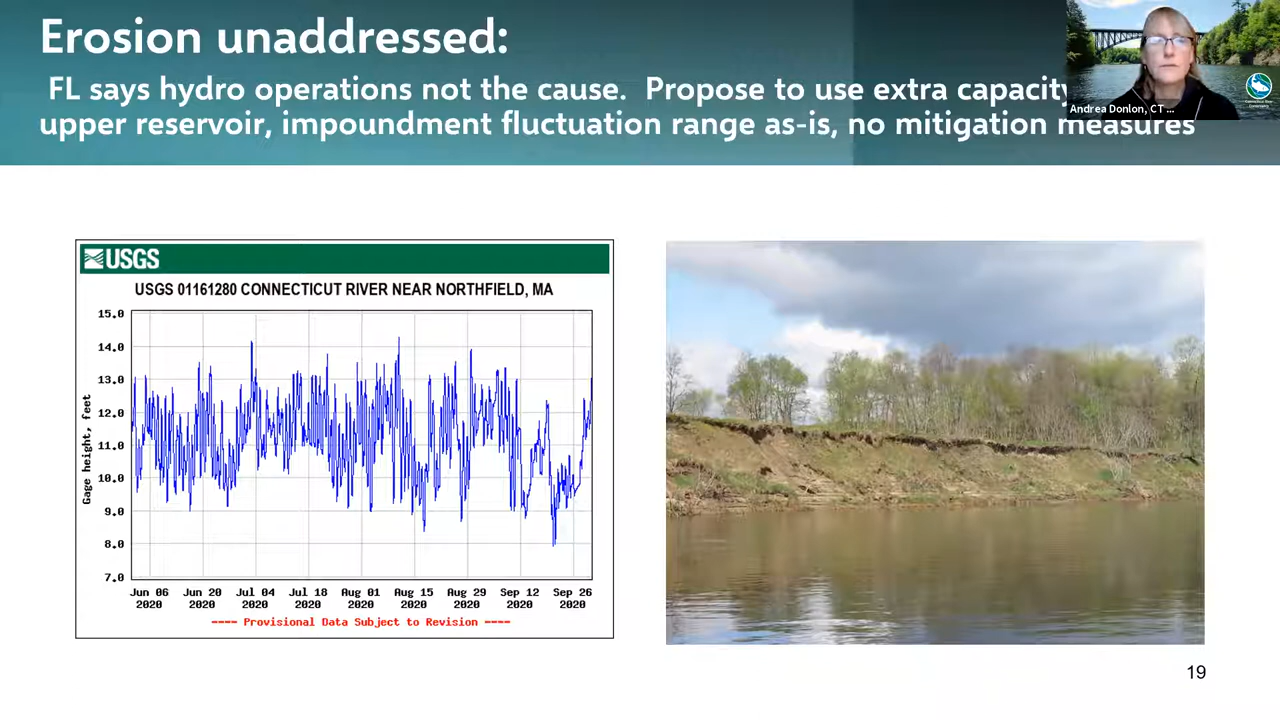 Erosion unaddressed:
FL says hydro operations not the cause. Propose to use extra capacity
upper reservoir, impoundment fluctuation range as-is, no mitigation measures
Andrea Donlon, CT ...
USGS
USGS 01161280 CONNECTICUT RIVER NEAR NORTHFIELD, MA
Gage height, feet
15.0
14.0
13.0
12.0
11.0
10.0
9.0
8.0
7.0
Jun 06 Jun 20 Jul 04 Jul 18 Aug 01 Aug 15 Aug 29 Sep 12 Sep 26
2020 2020 2020 2020 2020 2020 2020 2020 2020
---- Provisional Data Subject to Revision ----
19